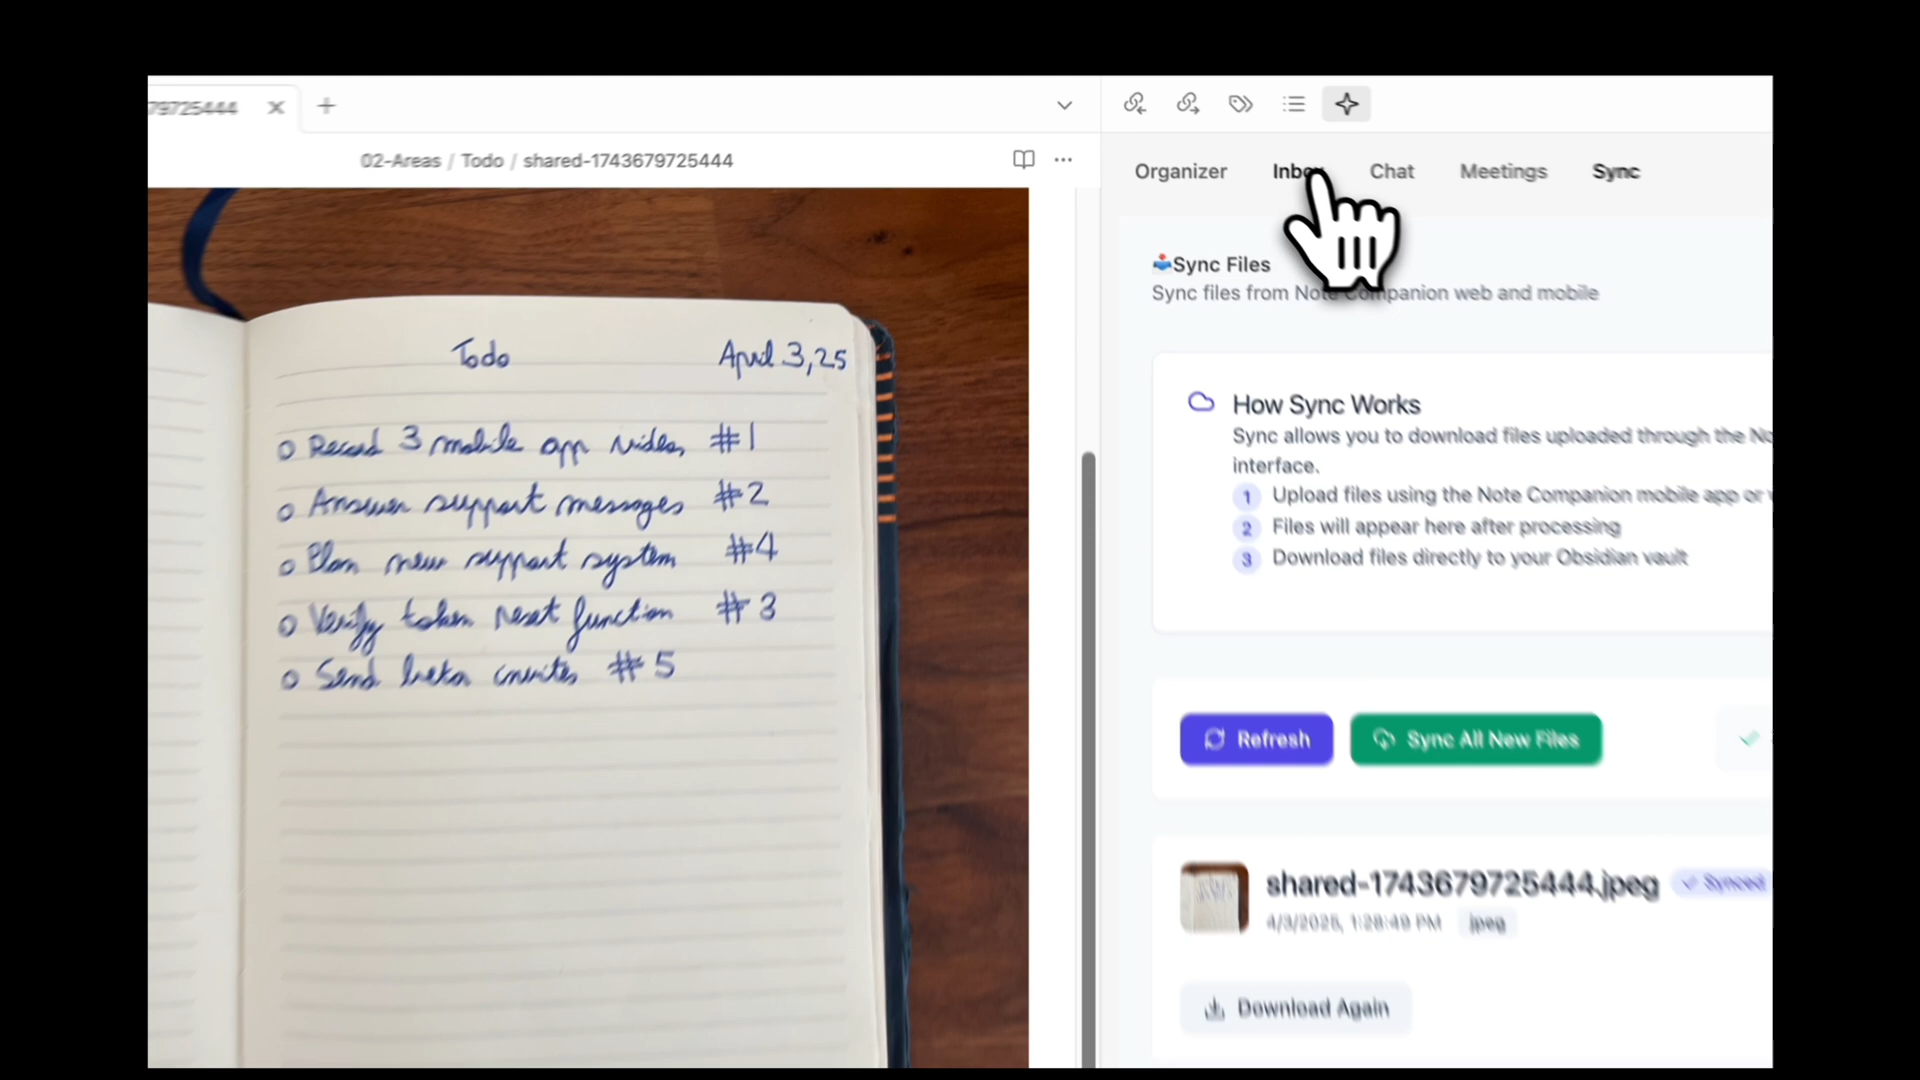 79725444
02-Areas / Todo / shared-1743679725444
Todo April 3,25
o Record 3 mobile app videos #1
o Answer support messages #2
o Plan new support system #4
o Verify token reset function #3
o Send beta invites #5
Organizer Inbox Chat Meetings Sync
Sync Files
Sync files from Note Companion web and mobile
How Sync Works
Sync allows you to download files uploaded through the No
interface.
1 Upload files using the Note Companion mobile app or
2 Files will appear here after processing
3 Download files directly to your Obsidian vault
Refresh Sync All New Files
shared-1743679725444.jpeg Synced
4/3/2025, 1:28:49 PM jpeg
Download Again